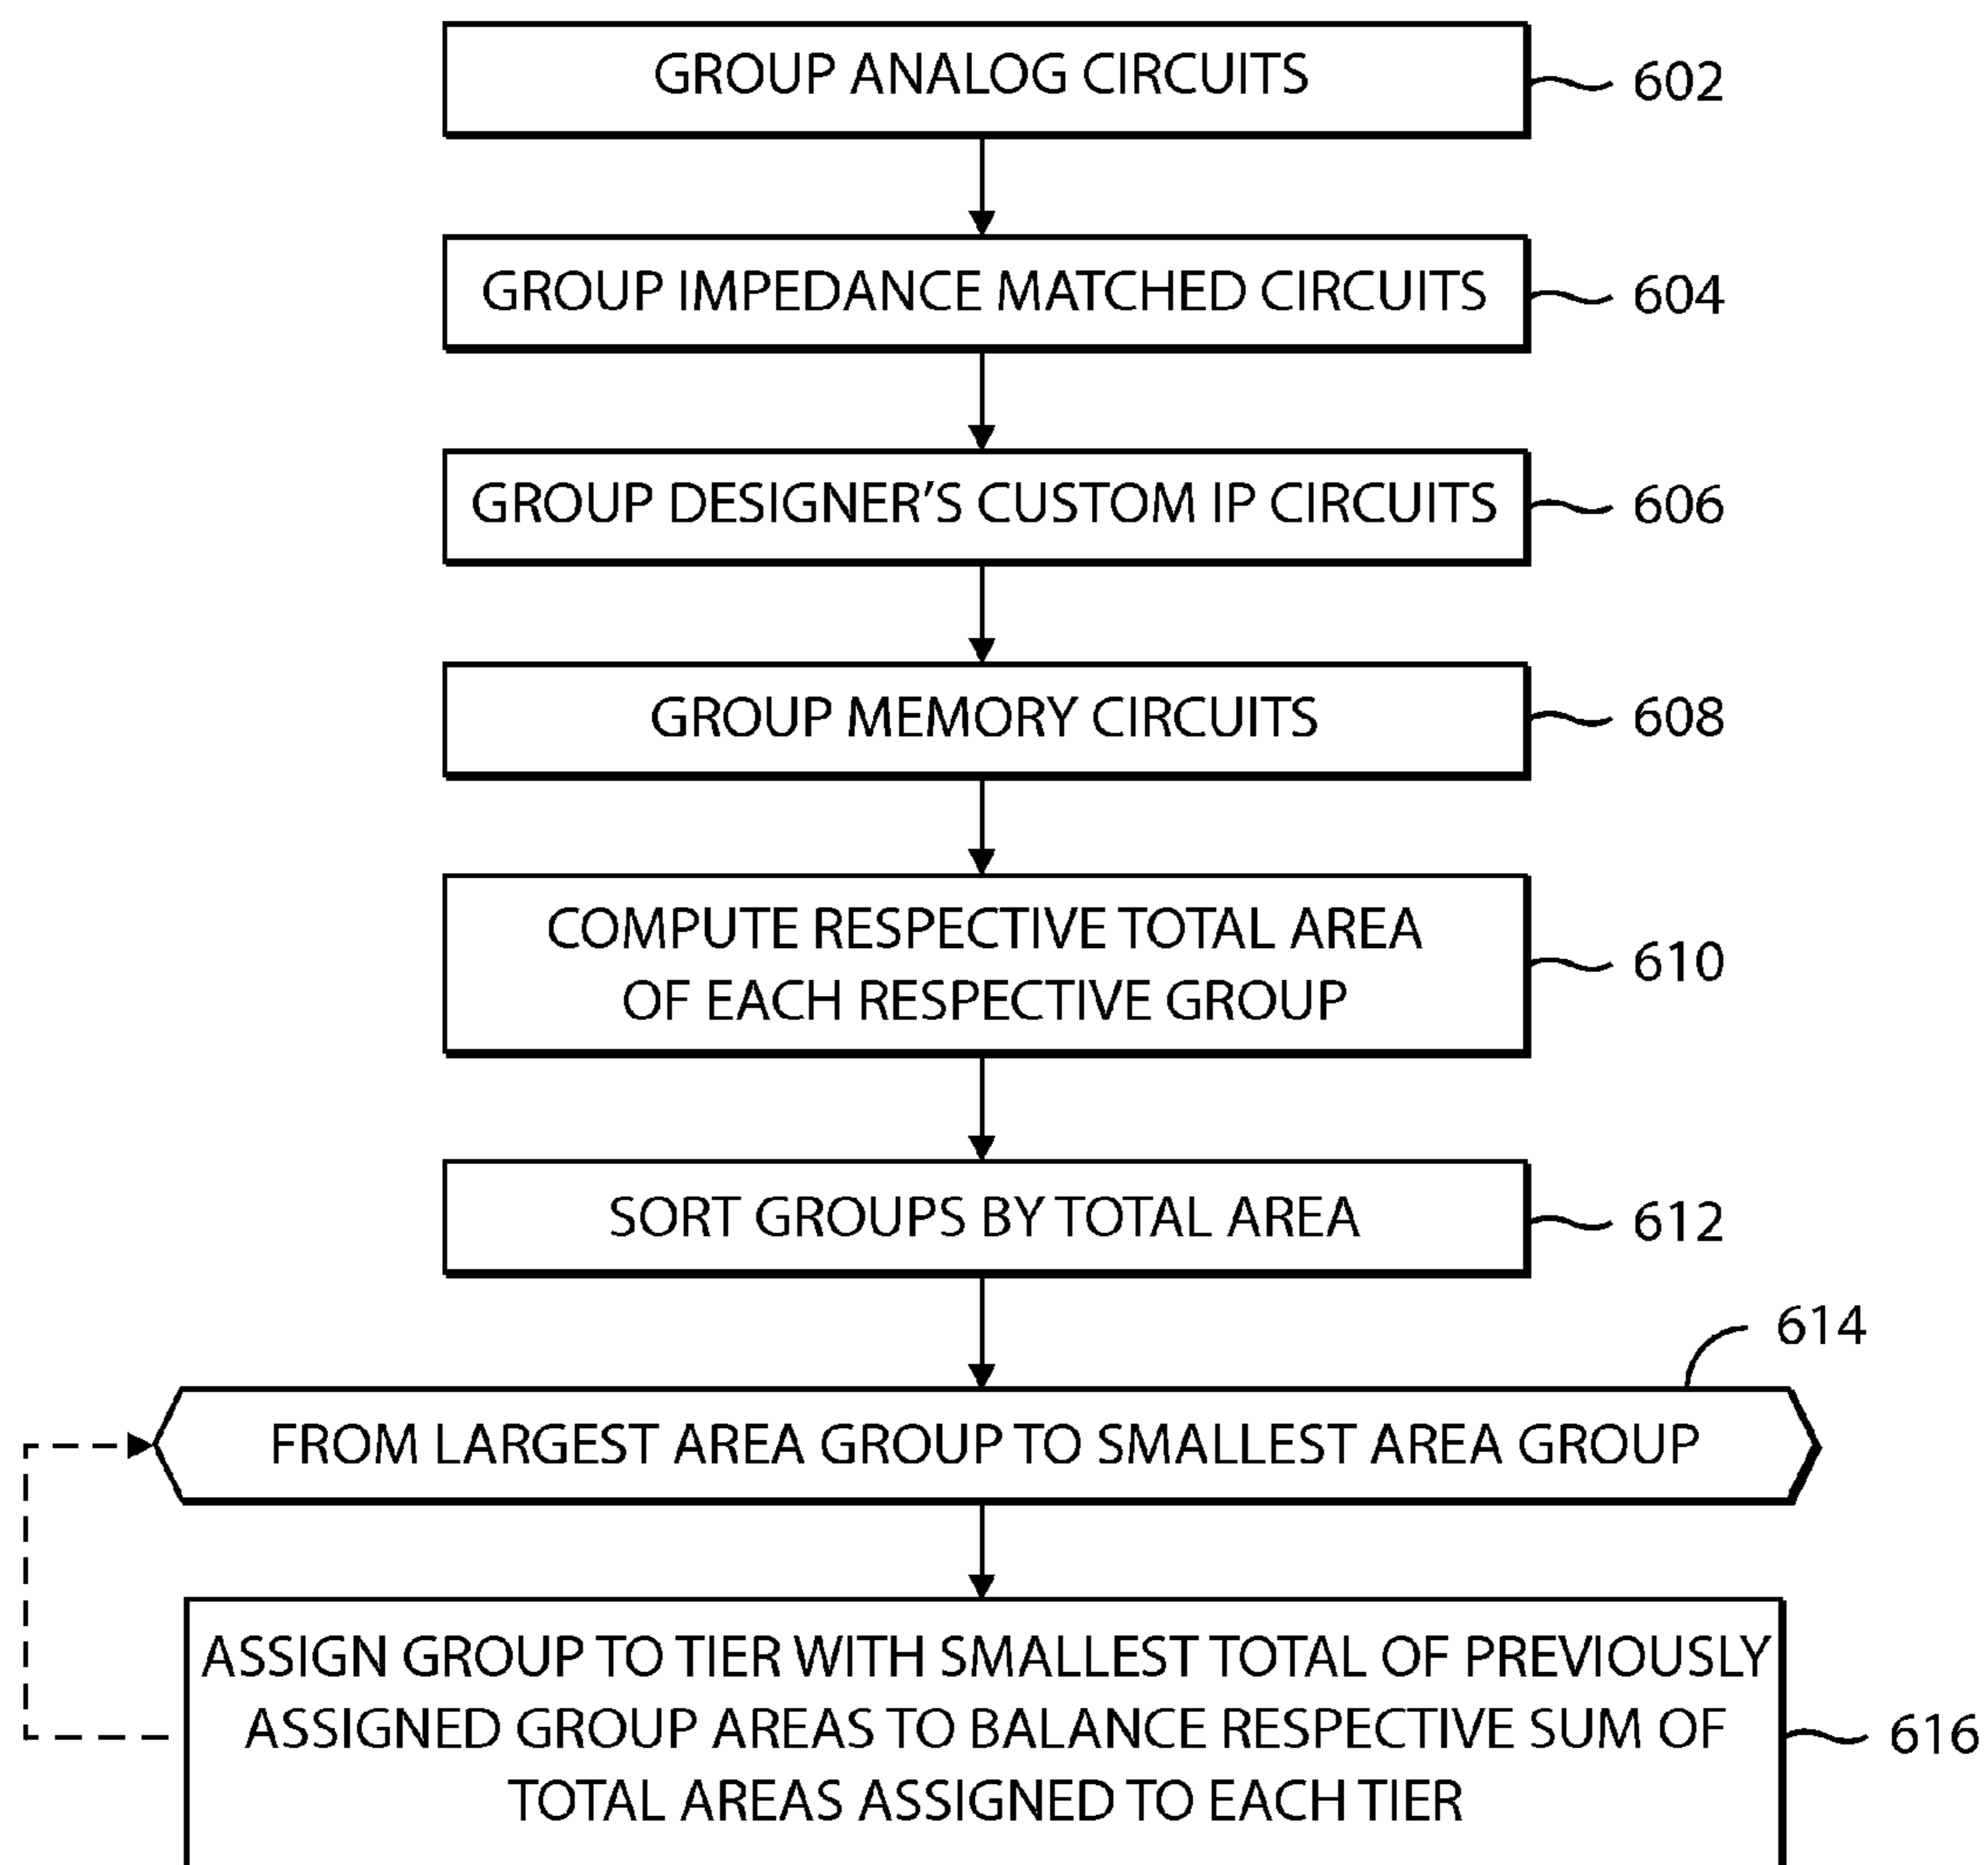 GROUP ANALOG CIRCUITS
602
GROUP IMPEDANCE MATCHED CIRCUITS
604
GROUP DESIGNER'S CUSTOM IP CIRCUITS
606
GROUP MEMORY CIRCUITS
608
COMPUTE RESPECTIVE TOTAL AREA
OF EACH RESPECTIVE GROUP
610
SORT GROUPS BY TOTAL AREA
612
614
FROM LARGEST AREA GROUP TO SMALLEST AREA GROUP
ASSIGN GROUP TO TIER WITH SMALLEST TOTAL OF PREVIOUSLY
ASSIGNED GROUP AREAS TO BALANCE RESPECTIVE SUM OF
TOTAL AREAS ASSIGNED TO EACH TIER
616